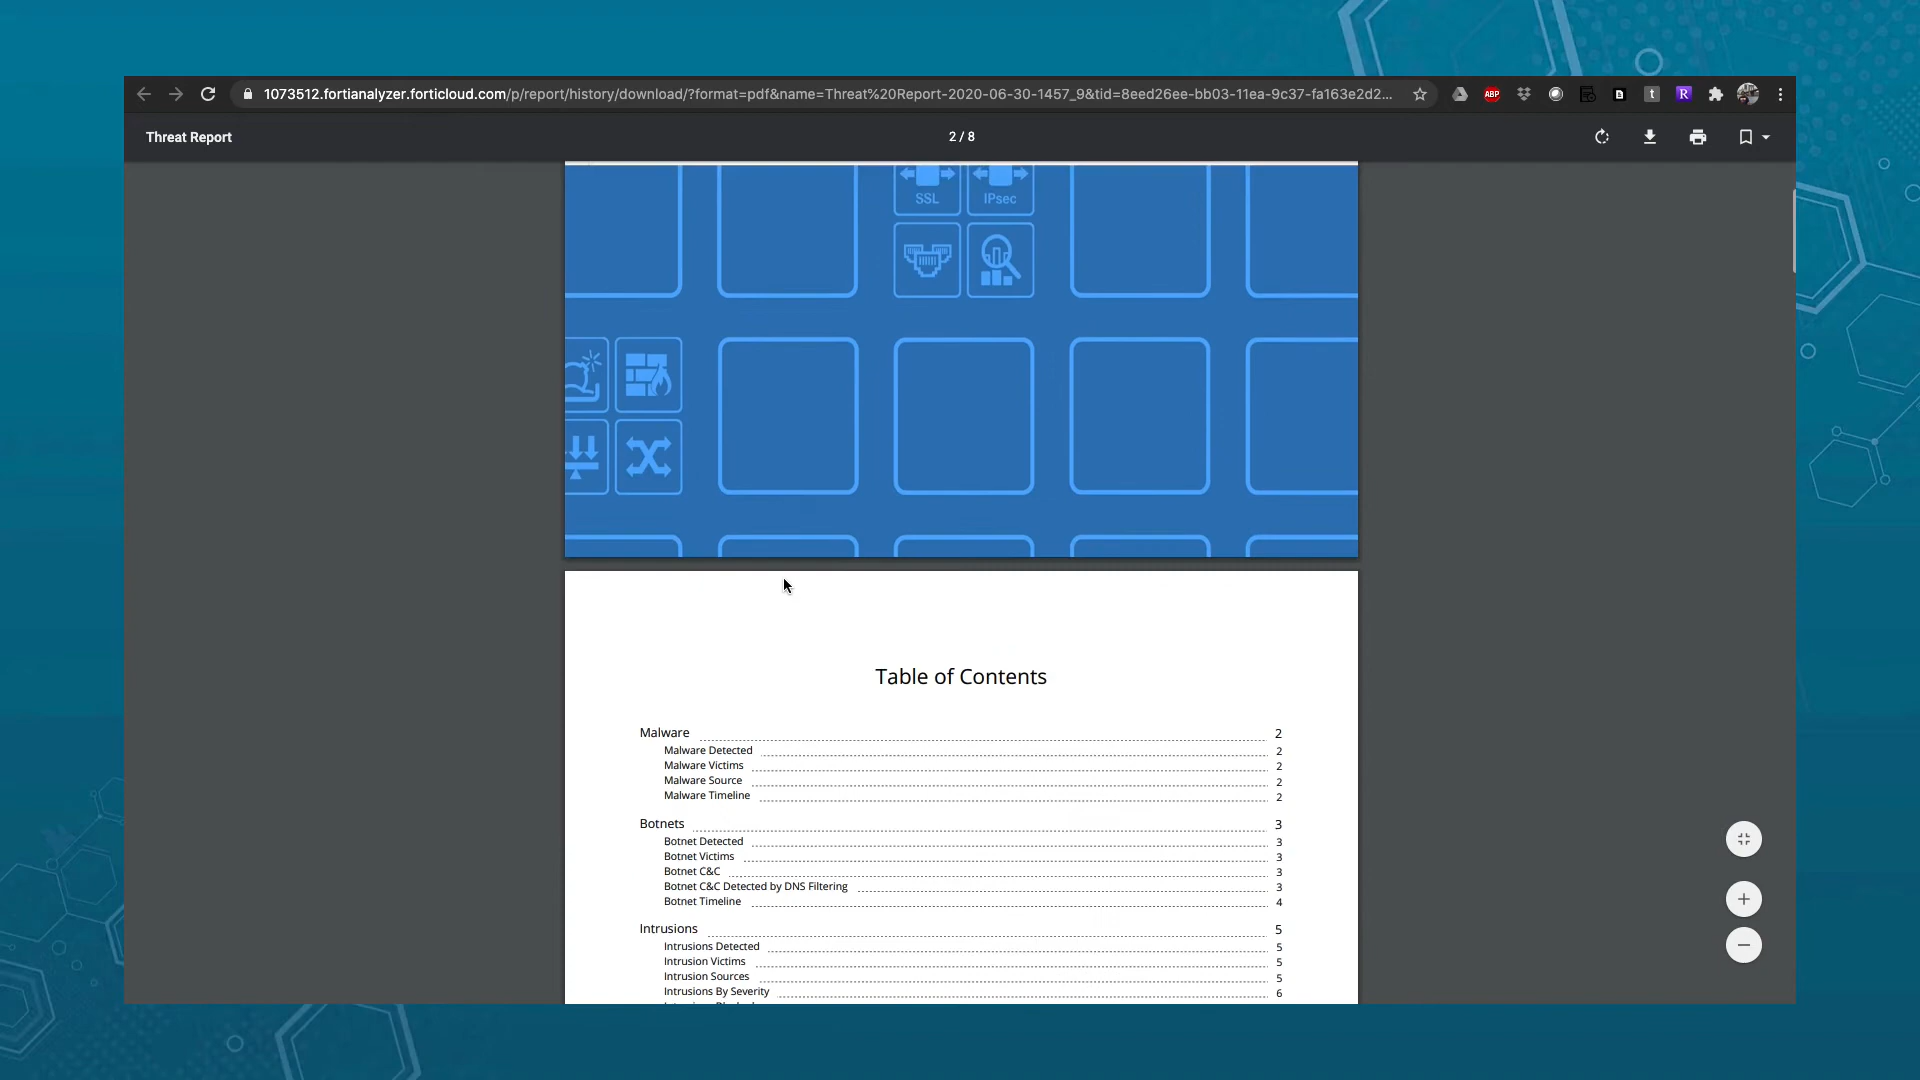 1073512.fortianalyzer.forticloud.com/p/report/history/download/?format=pdf&name=Threat%20Report-2020-06-30-1457_9&tid=8eed26ee-bb03-11ea-9c37-fa163e2d2...
ABP
t
R
Threat Report
2 / 8
SSL
IPsec
Table of Contents
Malware 2
Malware Detected 2
Malware Victims 2
Malware Source 2
Malware Timeline 2
Botnets 3
Botnet Detected 3
Botnet Victims 3
Botnet C&C 3
Botnet C&C Detected by DNS Filtering 3
Botnet Timeline 4
Intrusions 5
Intrusions Detected 5
Intrusion Victims 5
Intrusion Sources 5
Intrusions By Severity 6